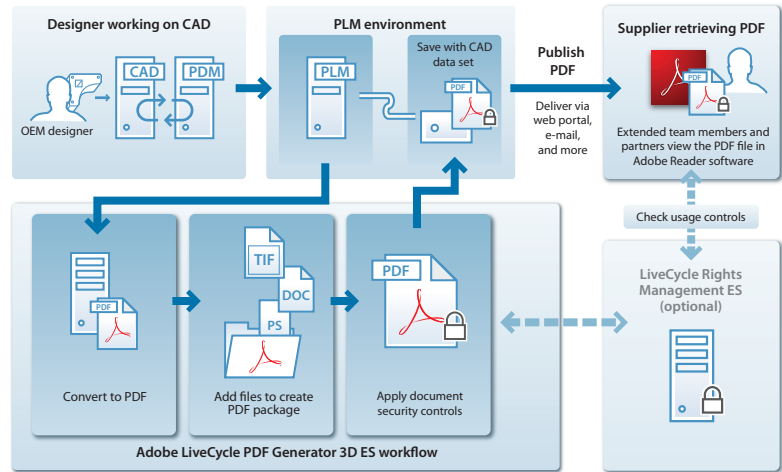 Designer working on CAD
CAD
PDM
OEM designer
PLM environment
PLM
Save with CAD
data set
PDF
Publish
PDF
Deliver via
web portal,
e-mail,
and more
Supplier retrieving PDF
PDF
Extended team members and
partners view the PDF file in
Adobe Reader software
Check usage controls
LiveCycle Rights
Management ES
(optional)
PDF
Convert to PDF
TIF
DOC
PS
Add files to create
PDF package
PDF
Apply document
security controls
Adobe LiveCycle PDF Generator 3D ES workflow